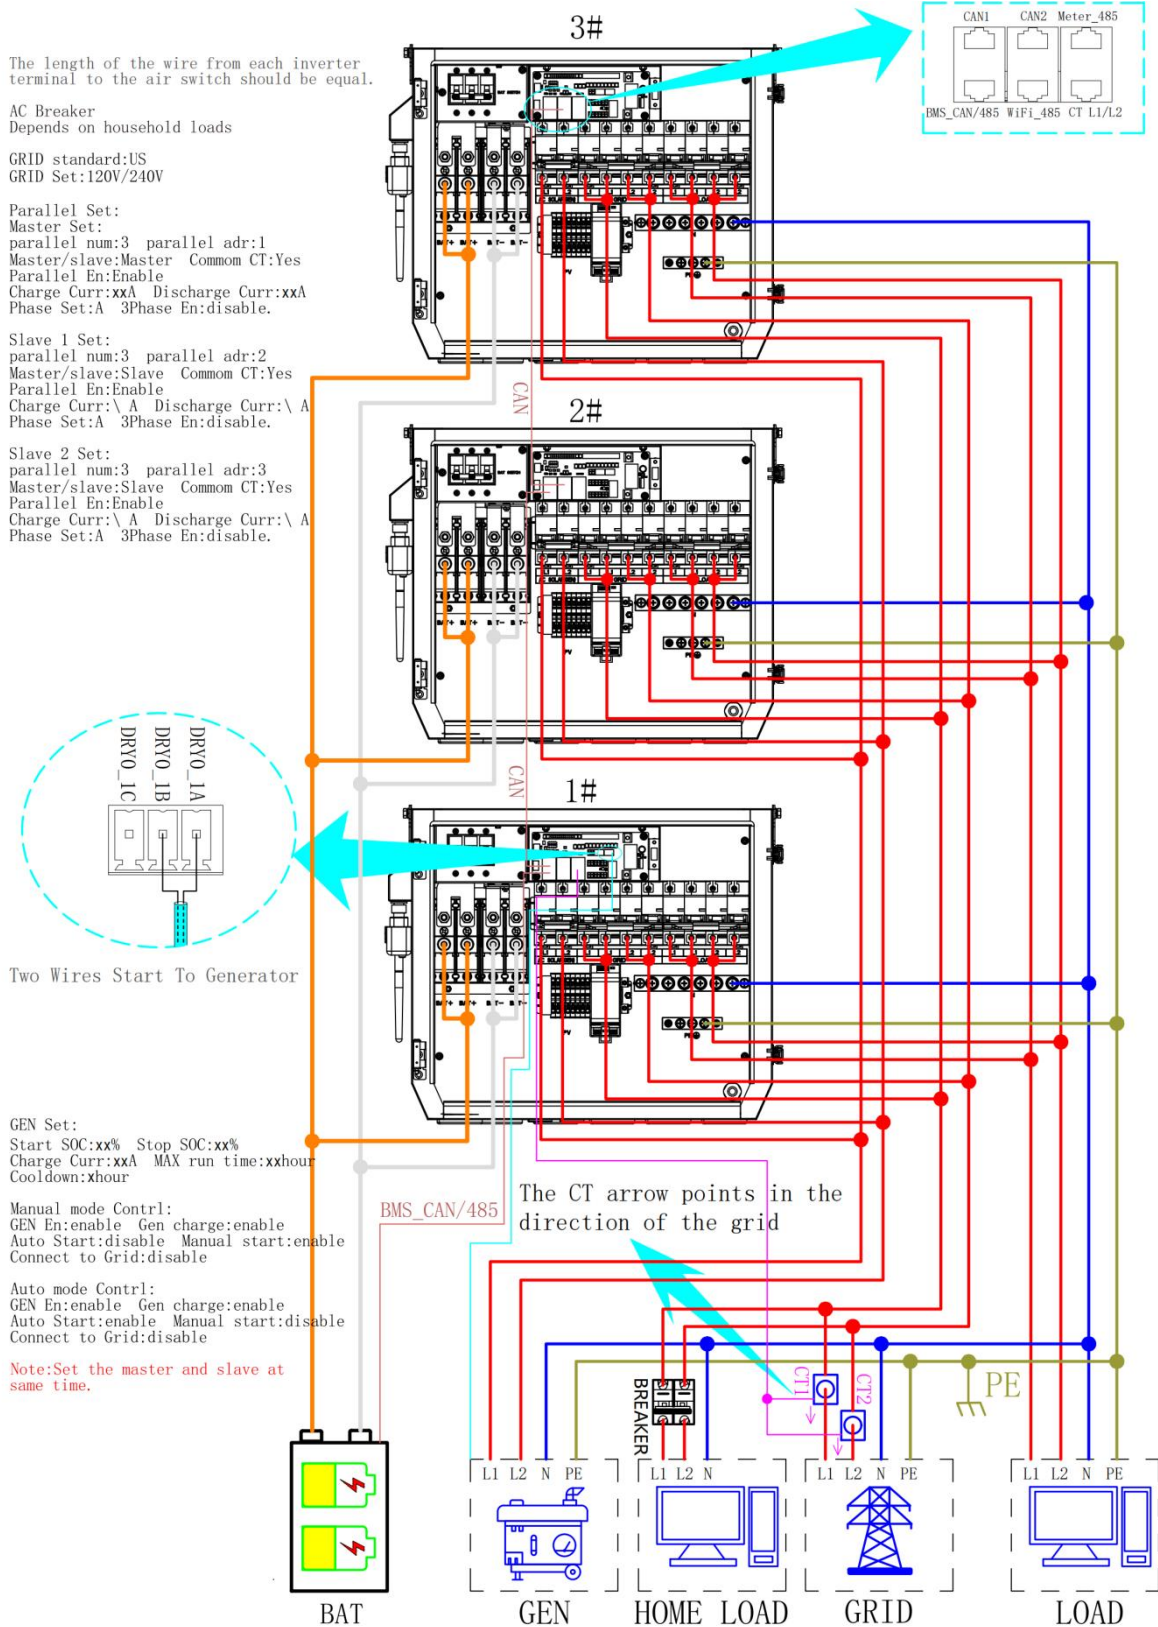 3#
CAN1 CAN2 Meter_485
BMS_CAN/485 WiFi_485 CT L1/L2
The length of the wire from each inverter
terminal to the air switch should be equal.
AC Breaker
Depends on household loads
GRID standard:US
GRID Set:120V/240V
Parallel Set:
Master Set:
parallel num:3 parallel adr:1
Master/slave:Master Commom CT:Yes
Parallel En:Enable
Charge Curr:xxA Discharge Curr:xxA
Phase Set:A 3Phase En:disable.
Slave 1 Set:
parallel num:3 parallel adr:2
Master/slave:Slave Commom CT:Yes
Parallel En:Enable
Charge Curr:\ A Discharge Curr:\ A
Phase Set:A 3Phase En:disable.
Slave 2 Set:
parallel num:3 parallel adr:3
Master/slave:Slave Commom CT:Yes
Parallel En:Enable
Charge Curr:\ A Discharge Curr:\ A
Phase Set:A 3Phase En:disable.
CAN
2#
CAN
1#
DRYO_1C
DRYO_1B
DRYO_1A
Two Wires Start To Generator
GEN Set:
Start SOC:xx% Stop SOC:xx%
Charge Curr:xxA MAX run time:xxhour
Cooldown:xhour
Manual mode Contrl:
GEN En:enable Gen charge:enable
Auto Start:disable Manual start:enable
Connect to Grid:disable
Auto mode Contrl:
GEN En:enable Gen charge:enable
Auto Start:enable Manual start:disable
Connect to Grid:disable
Note:Set the master and slave at
same time.
BMS_CAN/485
The CT arrow points in the
direction of the grid
BREAKER
CT1
CT2
PE
L1 L2 N PE
L1 L2 N
L1 L2 N PE
L1 L2 N PE
BAT
GEN
HOME LOAD
GRID
LOAD